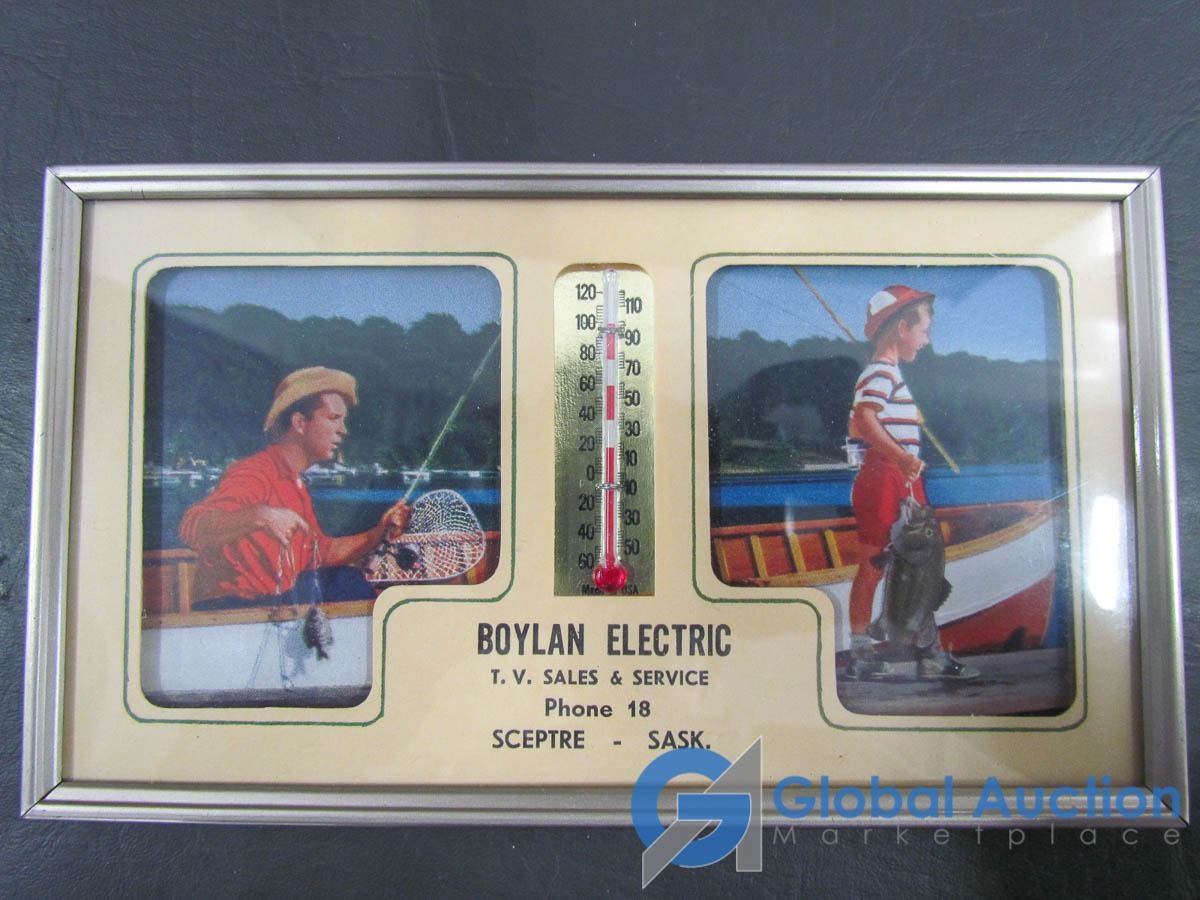 120 110
100 90
80 70
60 50
40 30
20 10
0 10
20 30
40 50
60
USA
BOYLAN ELECTRIC
T. V. SALES & SERVICE
Phone 18
SCEPTRE - SASK.
Global Auction
Marketplace